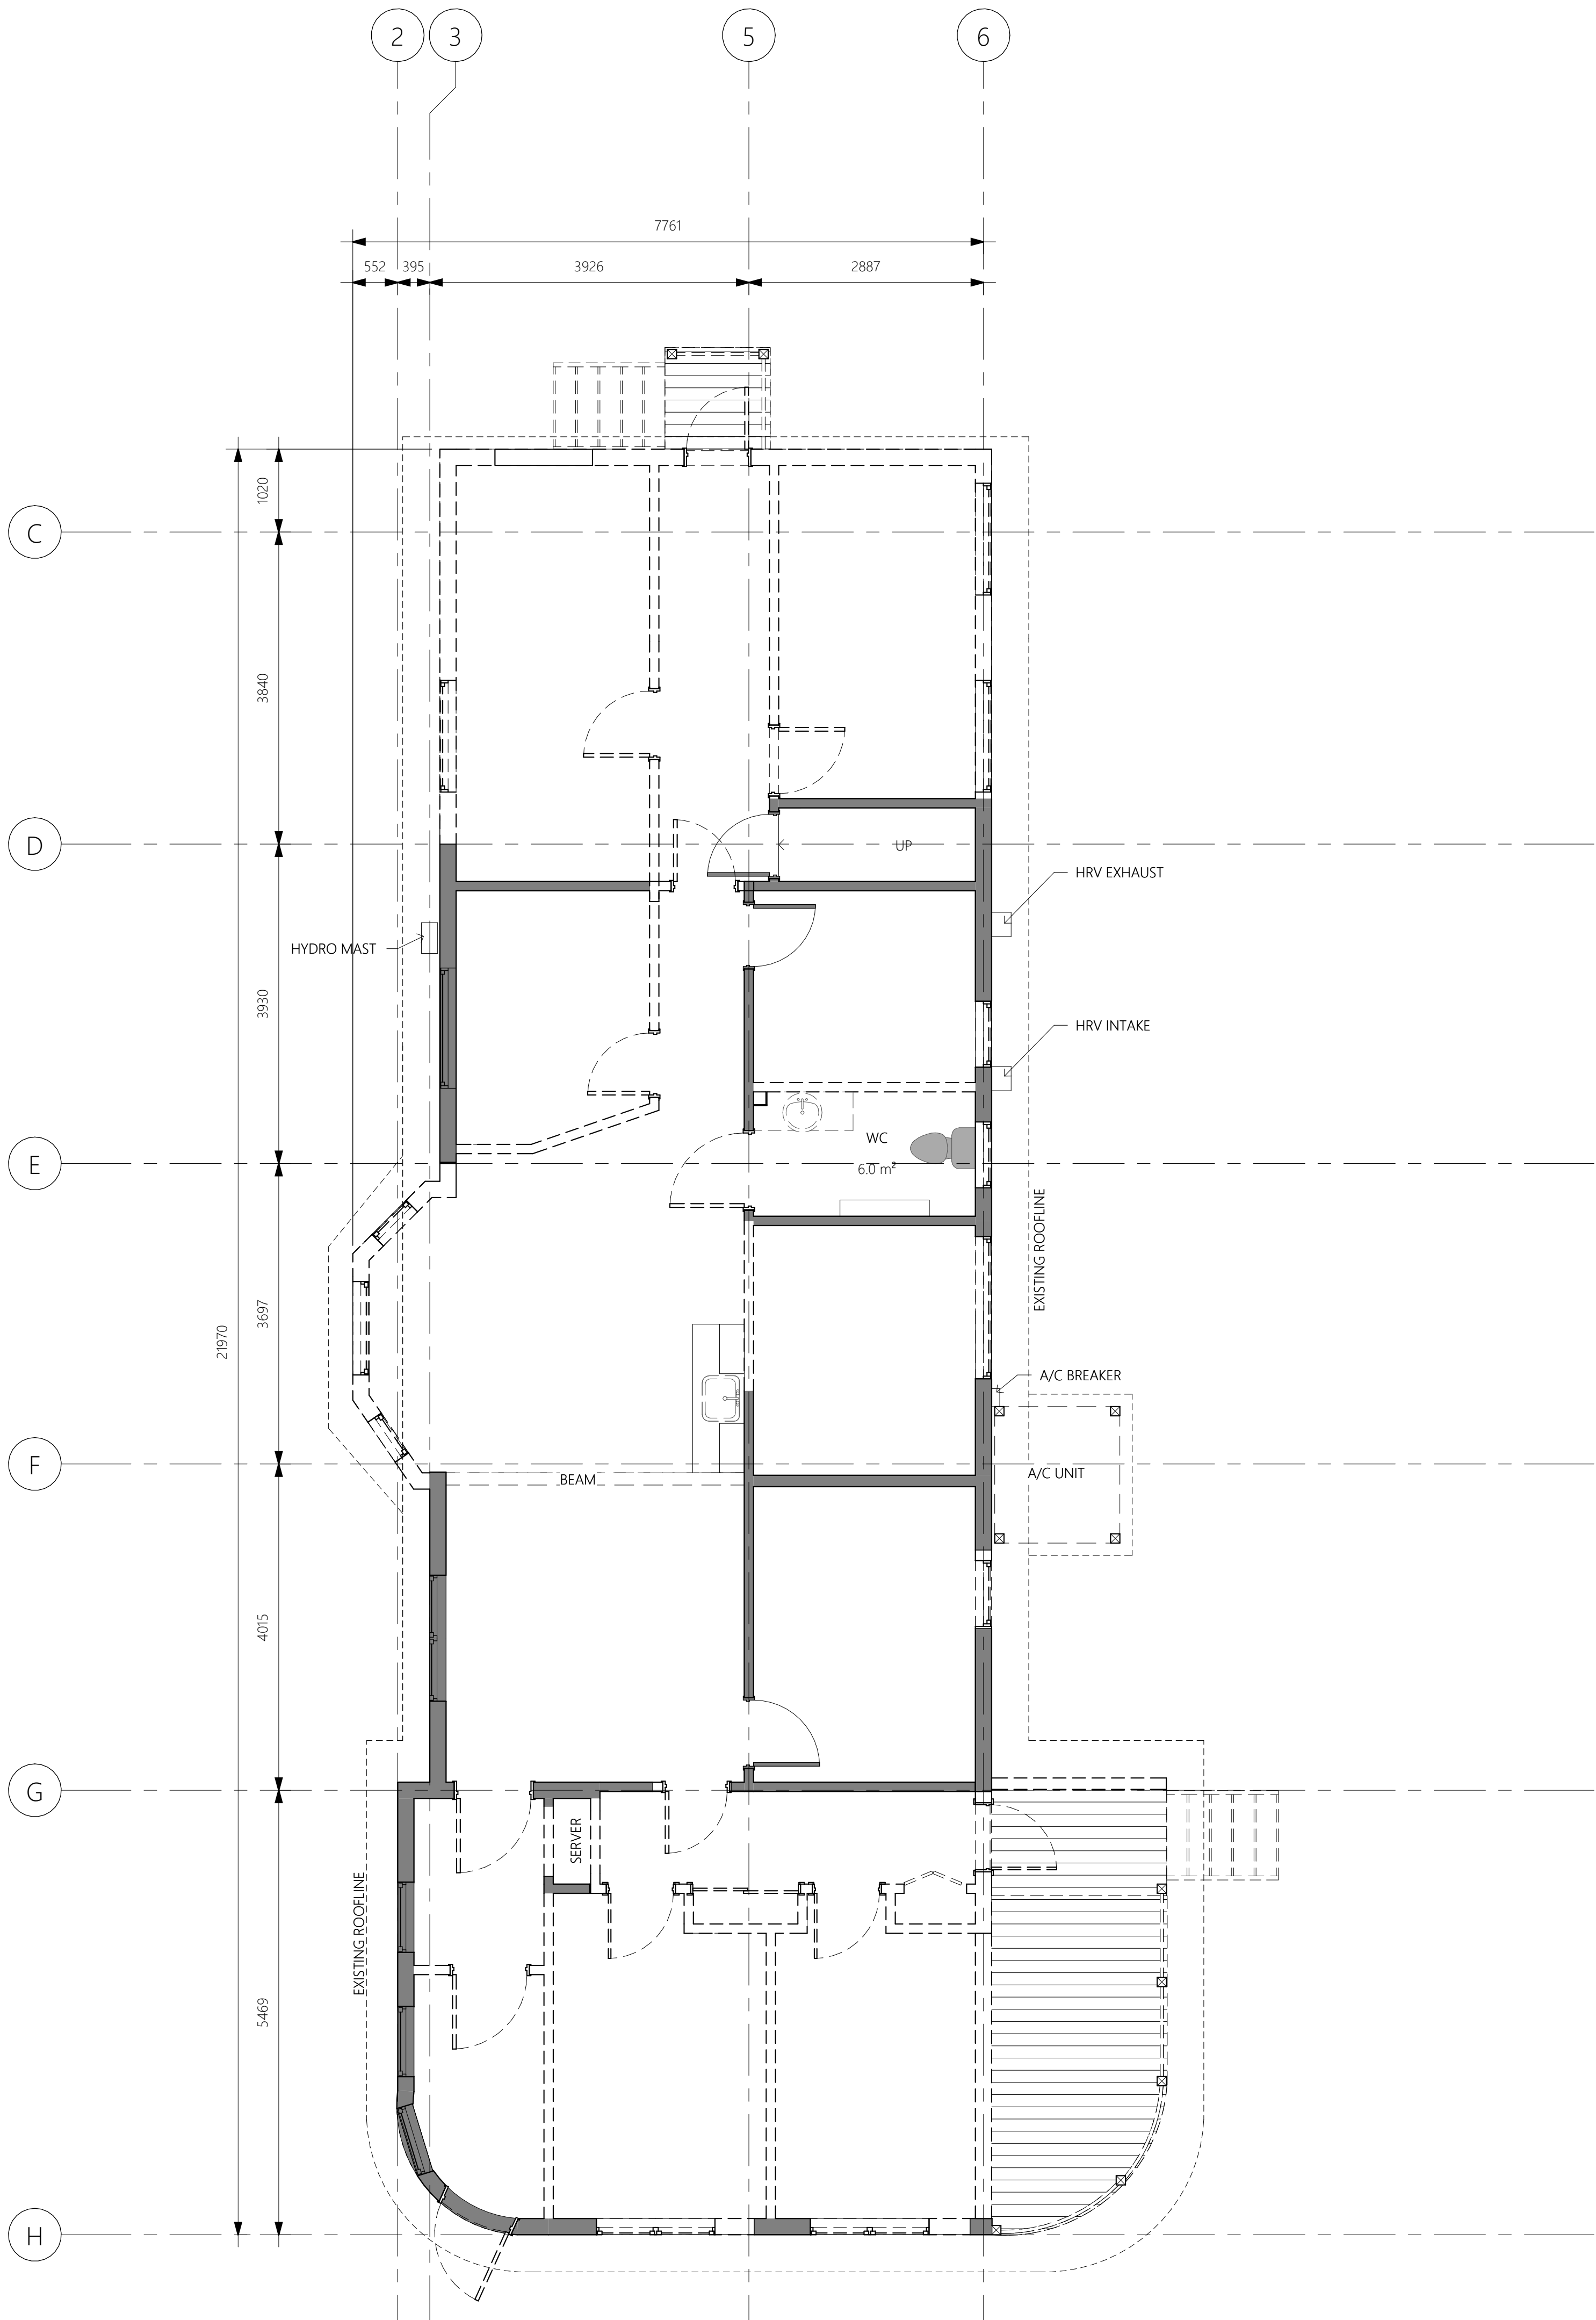 2
3
5
6
7761
552
395
3926
2887
1020
C
3840
D
UP
HRV EXHAUST
HYDRO MAST
3930
HRV INTAKE
WC
6.0 m²
E
EXISTING ROOFLINE
3697
21970
A/C BREAKER
F
BEAM
A/C UNIT
4015
G
SERVER
EXISTING ROOFLINE
5469
H